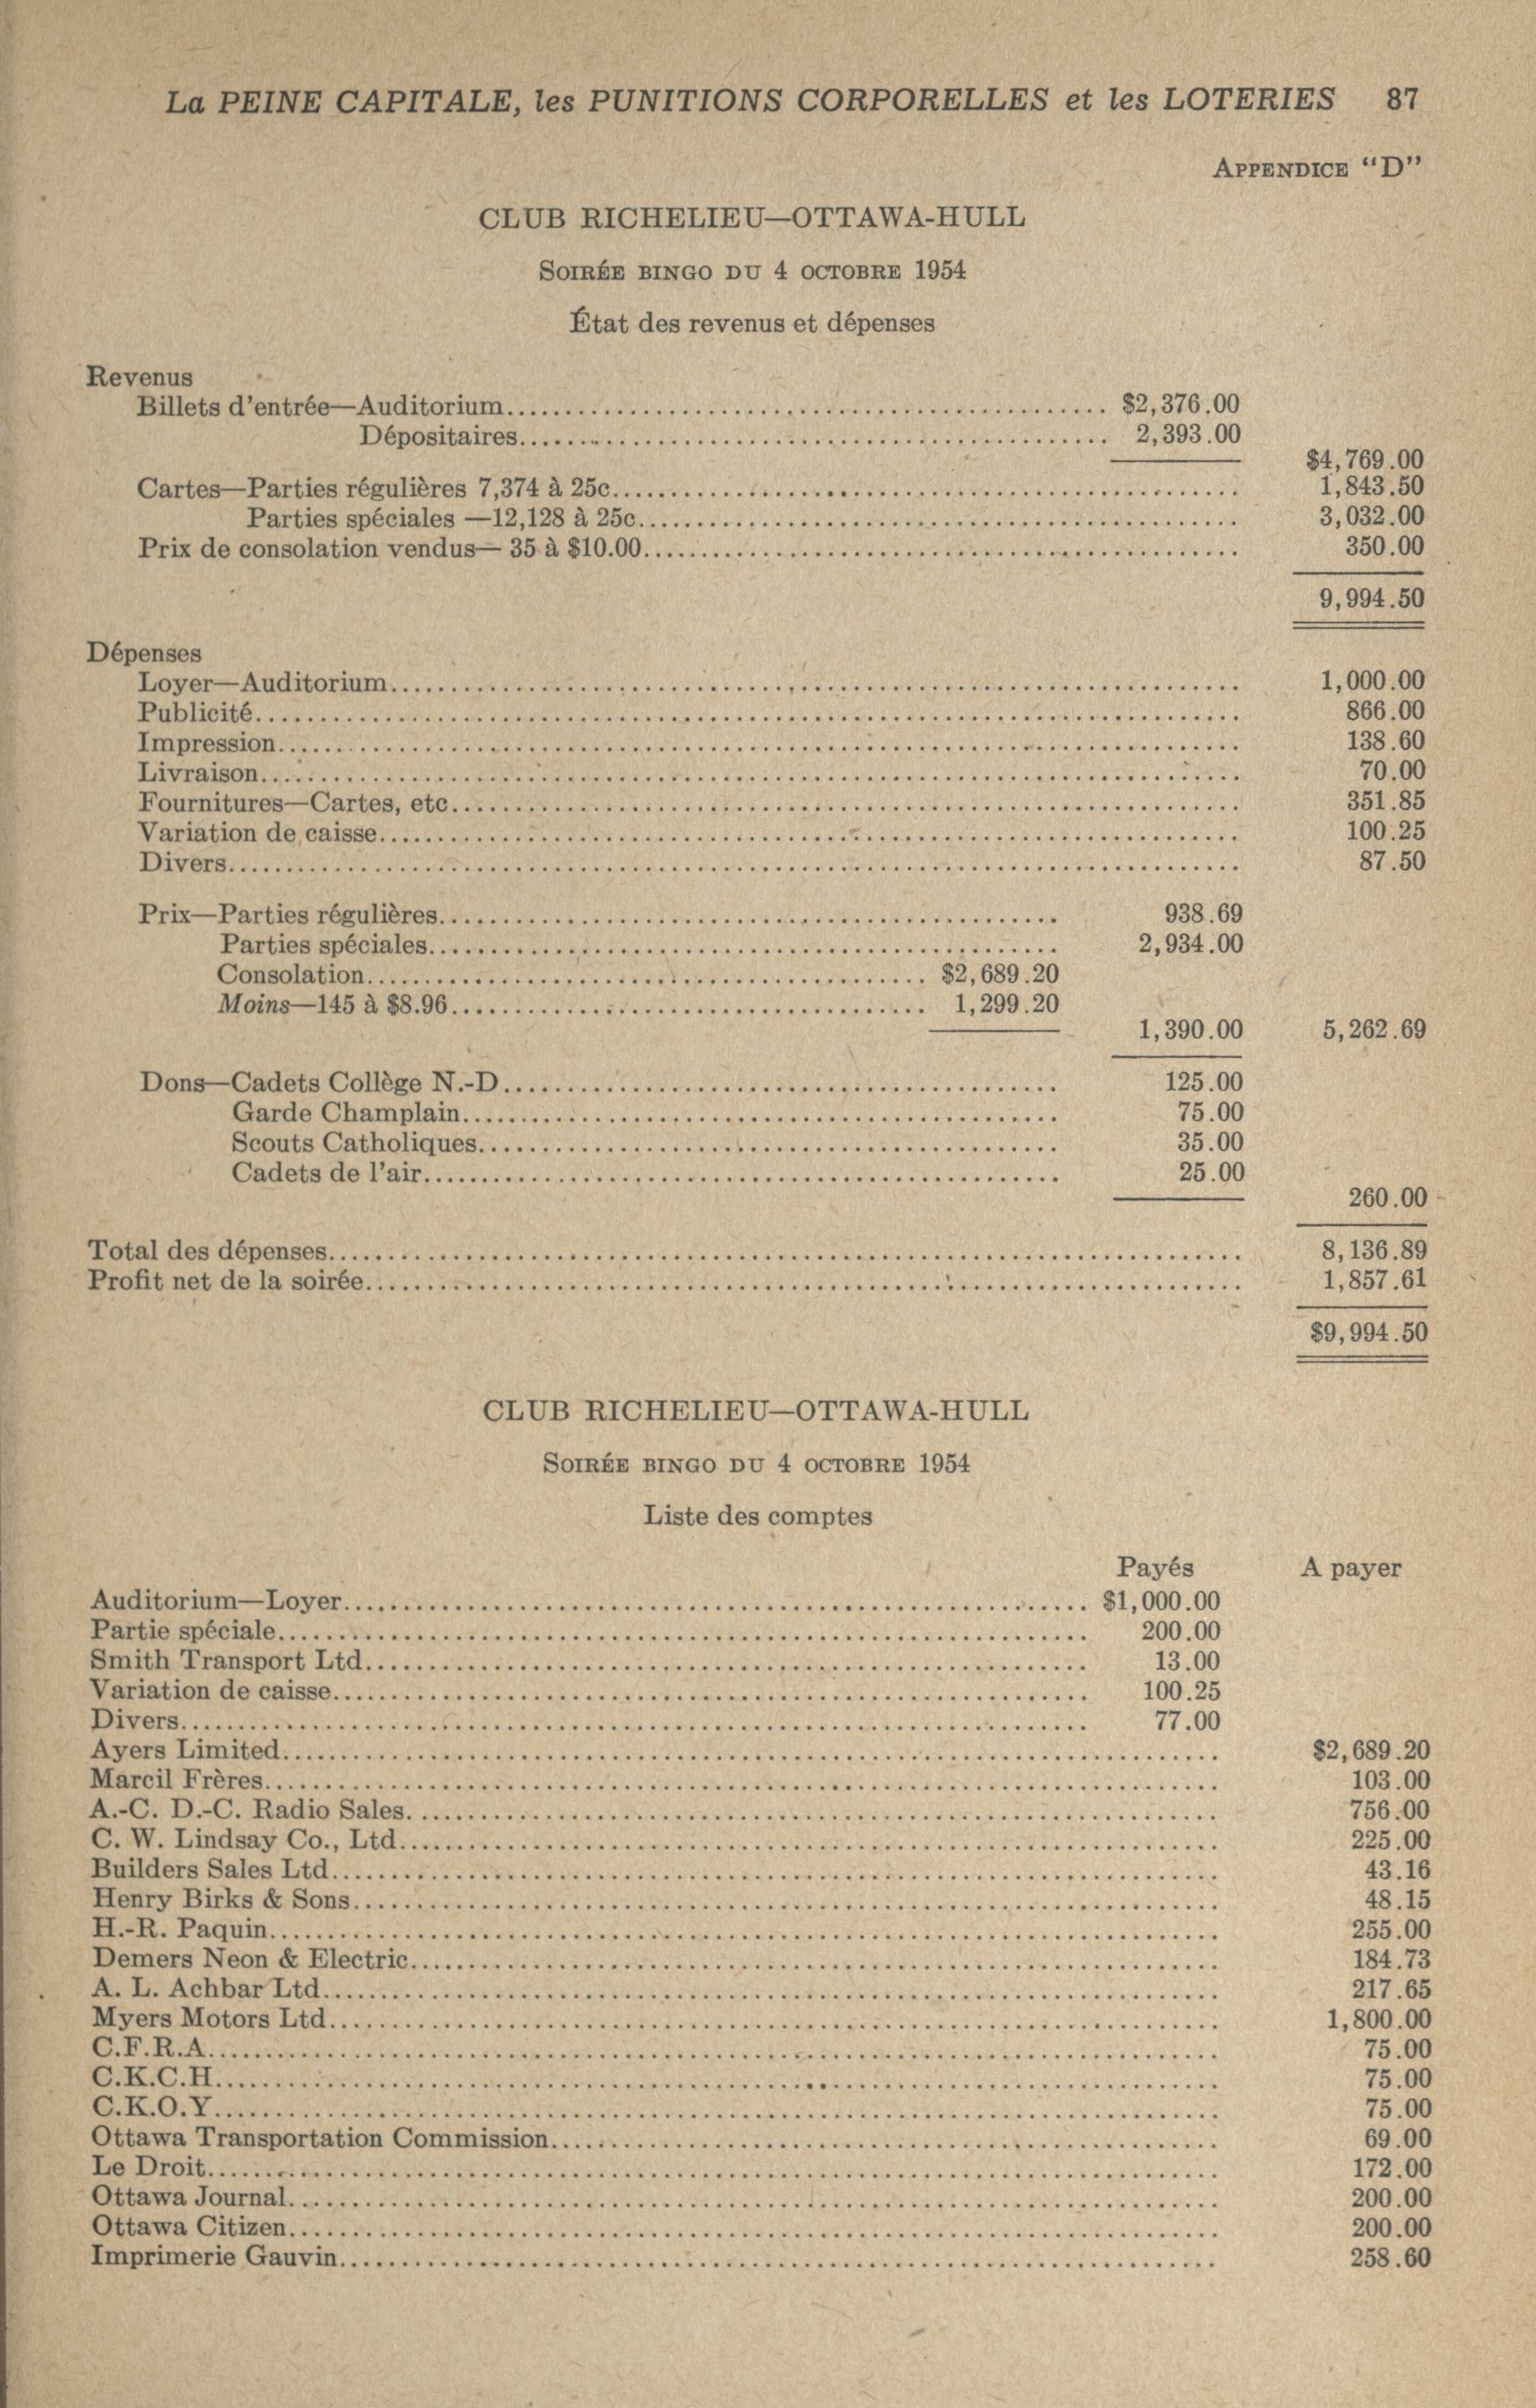 La PEINE CAPITALE, les PUNITIONS CORPORELLES et les LOTERIES 87
APPENDICE "D"
CLUB RICHELIEU—OTTAWA-HULL
SOIRÉE BINGO DU 4 OCTOBRE 1954
État des revenus et dépenses
Revenus
Billets d'entrée—Auditorium $2,376.00
Dépositaires 2,393.00
$4,769.00
Cartes—Parties régulières 7,374 à 25c. 1,843.50
Parties spéciales —12,128 à 25c. 3,032.00
Prix de consolation vendus— 35 à $10.00 350.00
9,994.50
Dépenses
Loyer—Auditorium 1,000.00
Publicité 866.00
Impression 138.60
Livraison 70.00
Fournitures—Cartes, etc. 351.85
Variation de caisse 100.25
Divers 87.50
Prix—Parties régulières 938.69
Parties spéciales 2,934.00
Consolation $2,689.20
Moins—145 à $8.96 1,299.20
1,390.00 5,262.69
Dons—Cadets Collège N.-D. 125.00
Garde Champlain 75.00
Scouts Catholiques 35.00
Cadets de l'air 25.00
260.00
Total des dépenses 8,136.89
Profit net de la soirée 1,857.61
$9,994.50
CLUB RICHELIEU—OTTAWA-HULL
SOIRÉE BINGO DU 4 OCTOBRE 1954
Liste des comptes
Payés A payer
Auditorium—Loyer $1,000.00
Partie spéciale 200.00
Smith Transport Ltd. 13.00
Variation de caisse 100.25
Divers 77.00
Ayers Limited $2,689.20
Marcil Frères 103.00
A.-C. D.-C. Radio Sales 756.00
C. W. Lindsay Co., Ltd. 225.00
Builders Sales Ltd. 43.16
Henry Birks & Sons 48.15
H.-R. Paquin 255.00
Demers Neon & Electric 184.73
A. L. Achbar Ltd. 217.65
Myers Motors Ltd. 1,800.00
C.F.R.A. 75.00
C.K.C.H. 75.00
C.K.O.Y. 75.00
Ottawa Transportation Commission 69.00
Le Droit 172.00
Ottawa Journal 200.00
Ottawa Citizen 200.00
Imprimerie Gauvin 258.60